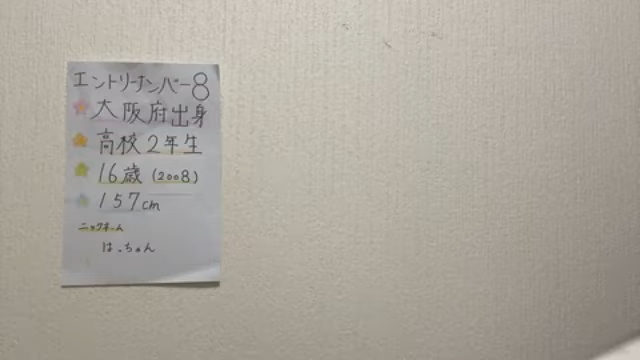 エントリーナンバー8
大阪府出身
高校2年生
16歳 (2008)
157cm
ニックネーム
はっちゃん